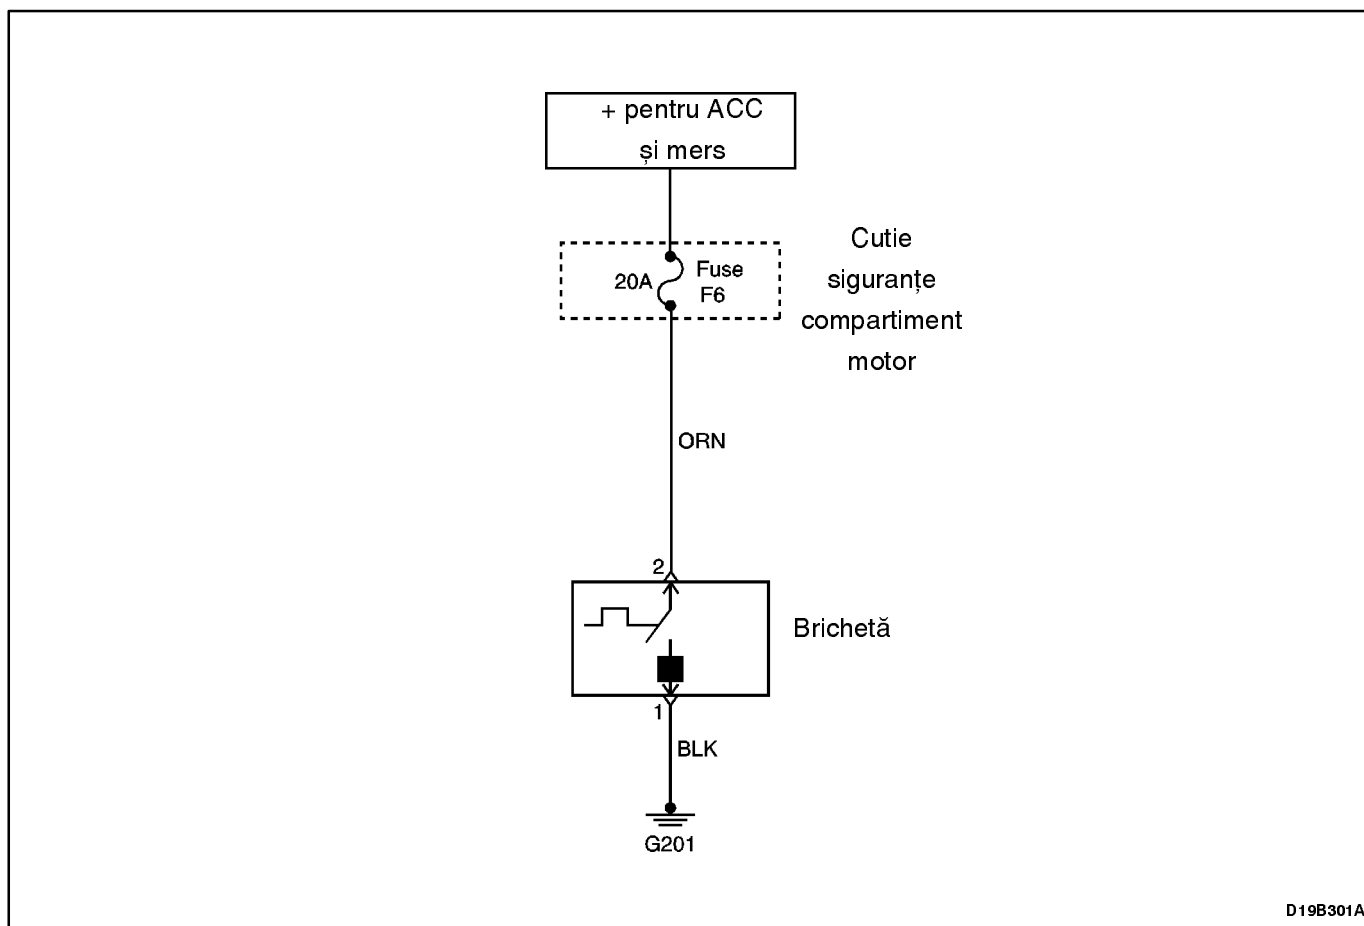 + pentru ACC
și mers
Cutie
siguranțe
compartiment
motor
20A
Fuse
F6
ORN
2
Brichetă
1
BLK
G201
D19B301A